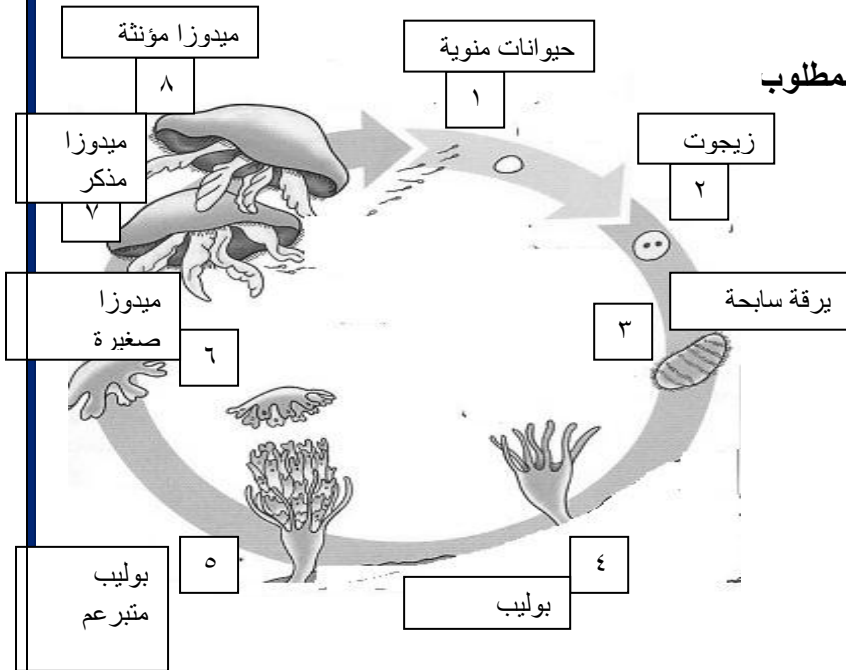 ميدوزا مؤنثة
٨
حيوانات منوية
١
مطلوب
زيجوت
٢
ميدوزا
مذكر
٧
يرقة سابحة
٣
ميدوزا
صغيرة
٦
٥
٤
بوليب
متبرعم
بوليب